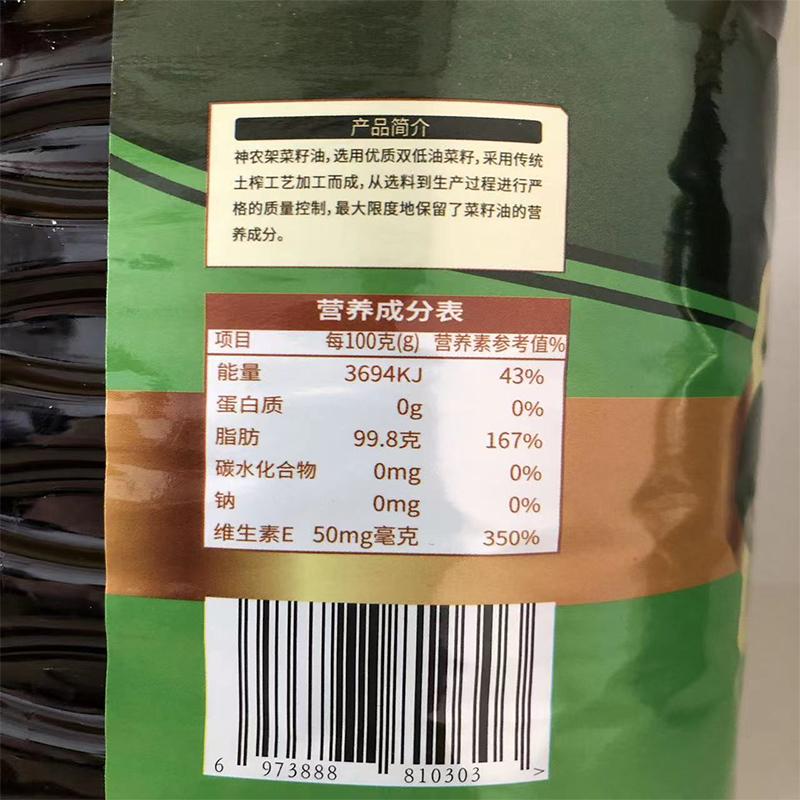 产品简介
神农架菜籽油,选用优质双低油菜籽,采用传统
土榨工艺加工而成,从选料到生产过程进行严
格的质量控制,最大限度地保留了菜籽油的营
养成分。
营养成分表
项目 每100克(g) 营养素参考值%
能量 3694KJ 43%
蛋白质 0g 0%
脂肪 99.8克 167%
碳水化合物 0mg 0%
钠 0mg 0%
维生素E 50mg毫克 350%
6 973888 810303 >